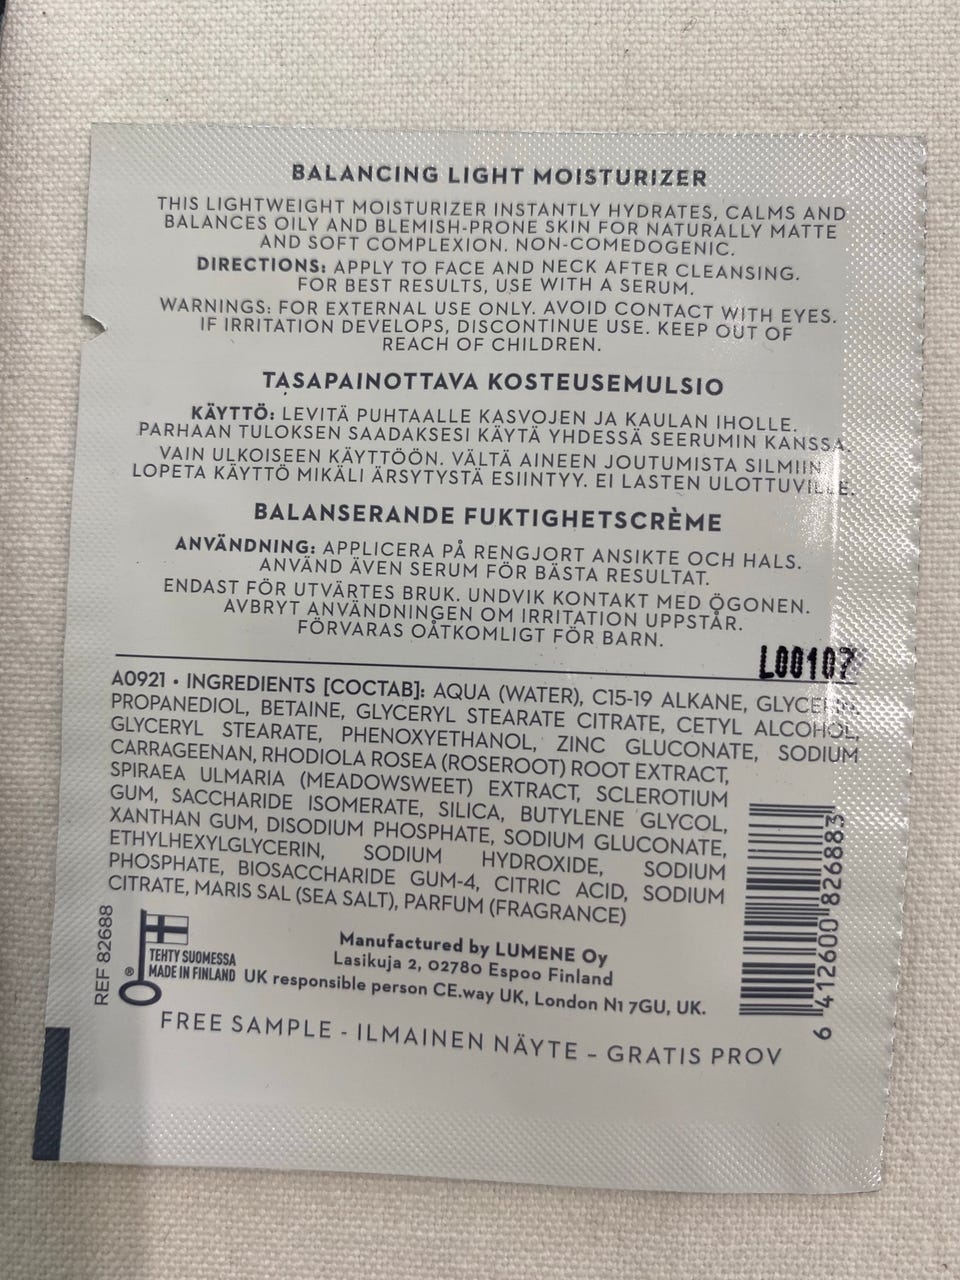 BALANCING LIGHT MOISTURIZER
THIS LIGHTWEIGHT MOISTURIZER INSTANTLY HYDRATES, CALMS AND
BALANCES OILY AND BLEMISH-PRONE SKIN FOR NATURALLY MATTE
AND SOFT COMPLEXION. NON-COMEDOGENIC.
DIRECTIONS: APPLY TO FACE AND NECK AFTER CLEANSING.
FOR BEST RESULTS, USE WITH A SERUM.
WARNINGS: FOR EXTERNAL USE ONLY. AVOID CONTACT WITH EYES.
IF IRRITATION DEVELOPS, DISCONTINUE USE. KEEP OUT OF
REACH OF CHILDREN.
TASAPAINOTTAVA KOSTEUSEMULSIO
KÄYTTÖ: LEVITÄ PUHTAALLE KASVOJEN JA KAULAN IHOLLE.
PARHAAN TULOKSEN SAADAKSESI KÄYTÄ YHDESSÄ SEERUMIN KANSSA.
VAIN ULKOISEEN KÄYTTÖÖN. VÄLTÄ AINEEN JOUTUMISTA SILMIIN.
LOPETA KÄYTTÖ MIKÄLI ÄRSYTYSTÄ ESIINTYY. EI LASTEN ULOTTUVILLE.
BALANSERANDE FUKTIGHETSCRÈME
ANVÄNDNING: APPLICERA PÅ RENGJORT ANSIKTE OCH HALS.
ANVÄND ÄVEN SERUM FÖR BÄSTA RESULTAT.
ENDAST FÖR UTVÄRTES BRUK. UNDVIK KONTAKT MED ÖGONEN.
AVBRYT ANVÄNDNINGEN OM IRRITATION UPPSTÅR.
FÖRVARAS OÅTKOMLIGT FÖR BARN.
L00107
A0921 • INGREDIENTS [COCTAB]: AQUA (WATER), C15-19 ALKANE, GLYCERIN,
PROPANEDIOL, BETAINE, GLYCERYL STEARATE CITRATE, CETYL ALCOHOL,
GLYCERYL STEARATE, PHENOXYETHANOL, ZINC GLUCONATE, SODIUM
CARRAGEENAN, RHODIOLA ROSEA (ROSEROOT) ROOT EXTRACT,
SPIRAEA ULMARIA (MEADOWSWEET) EXTRACT, SCLEROTIUM
GUM, SACCHARIDE ISOMERATE, SILICA, BUTYLENE GLYCOL,
XANTHAN GUM, DISODIUM PHOSPHATE, SODIUM GLUCONATE,
ETHYLHEXYLGLYCERIN, SODIUM HYDROXIDE, SODIUM
PHOSPHATE, BIOSACCHARIDE GUM-4, CITRIC ACID, SODIUM
CITRATE, MARIS SAL (SEA SALT), PARFUM (FRAGRANCE)
6 412600 826883
REF 82688
®
TEHTY SUOMESSA
MADE IN FINLAND
Manufactured by LUMENE Oy
Lasikuja 2, 02780 Espoo Finland
UK responsible person CE.way UK, London N1 7GU, UK.
FREE SAMPLE - ILMAINEN NÄYTE - GRATIS PROV